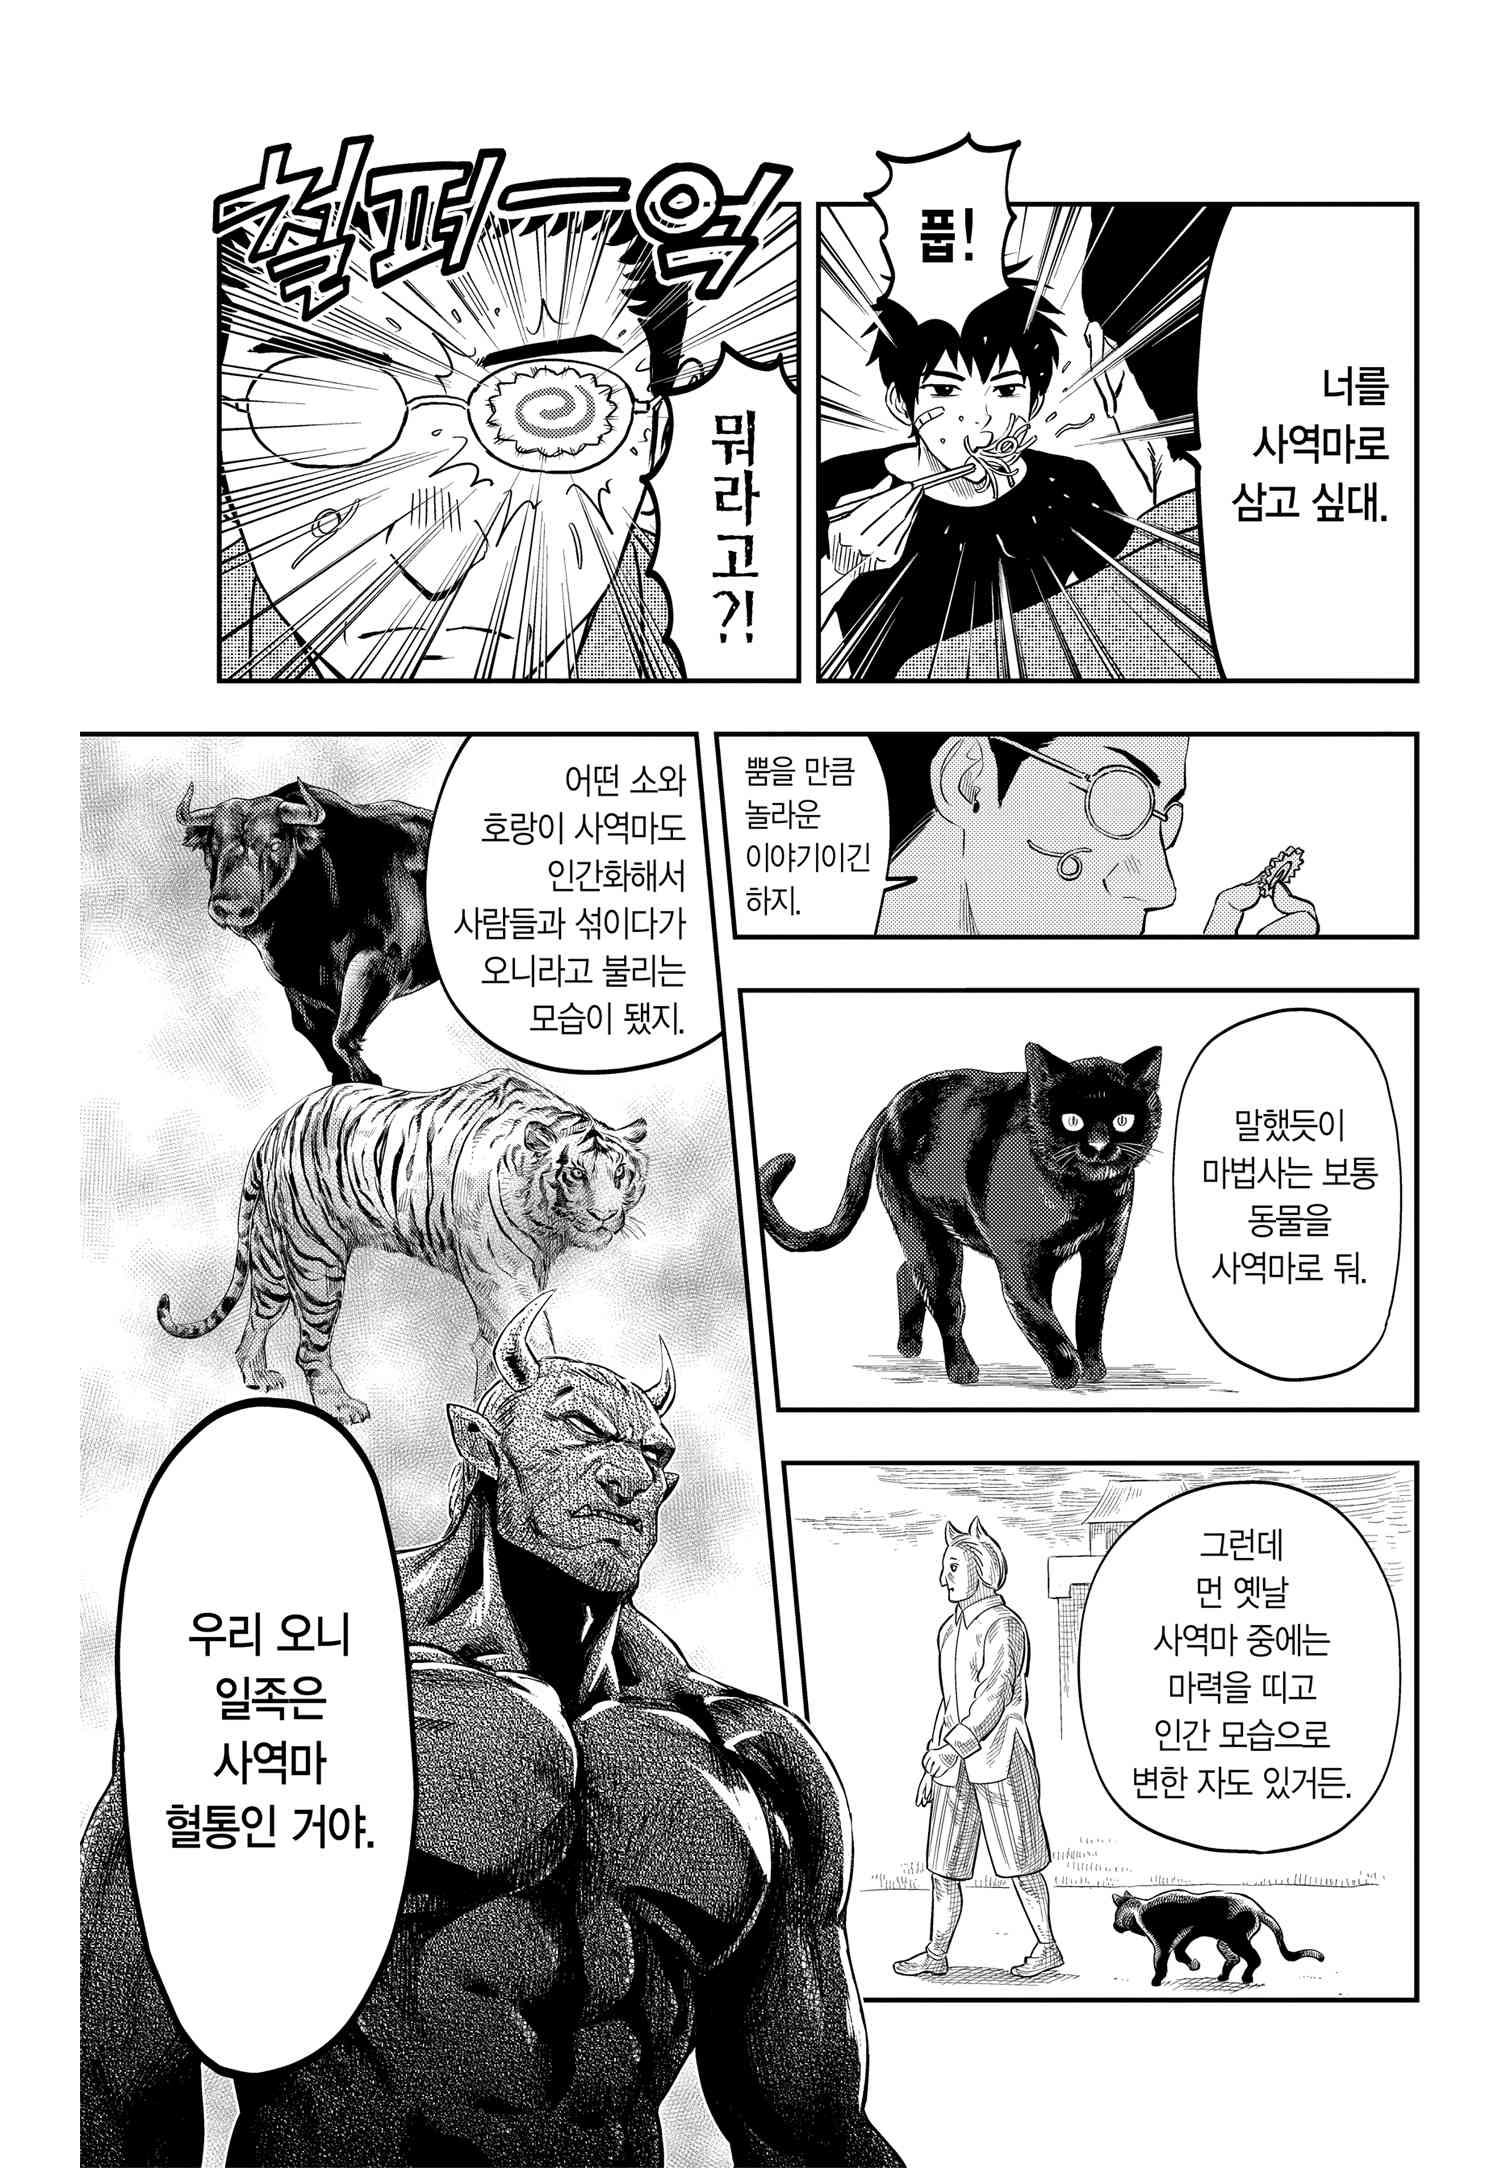 너를
사역마로
삼고 싶대.
풉!
뭐라고?!
철퍼ㅡ억
뿜을 만큼
놀라운
이야기이긴
하지.
말했듯이
마법사는 보통
동물을
사역마로 둬.
그런데
먼 옛날
사역마 중에는
마력을 띠고
인간 모습으로
변한 자도 있거든.
어떤 소와
호랑이 사역마도
인간화해서
사람들과 섞이다가
오니라고 불리는
모습이 됐지.
우리 오니
일족은
사역마
혈통인 거야.